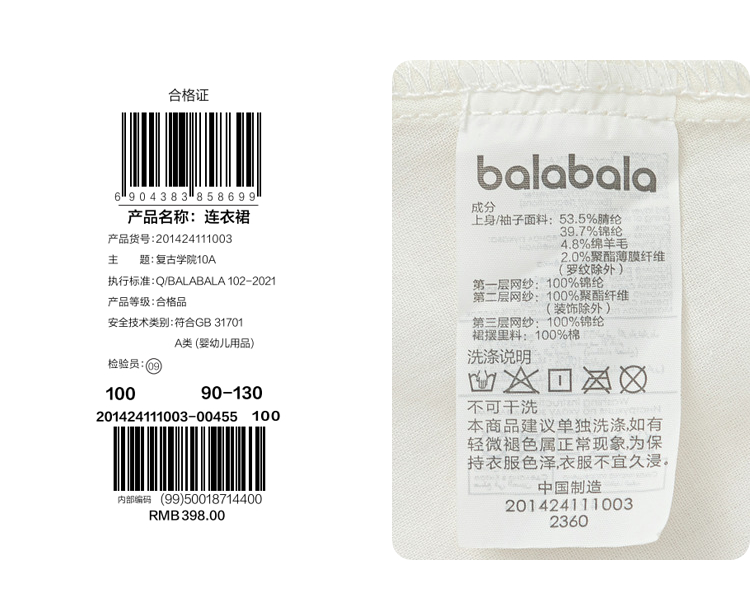 合格证
6904383858699
产品名称：连衣裙
产品货号：201424111003
主　　题：复古学院10A
执行标准：Q/BALABALA 102-2021
产品等级：合格品
安全技术类别：符合GB 31701
A类 (婴幼儿用品)
检验员：09
100 90-130
201424111003-00455 100
内部编码 (99)50018714400
RMB398.00
balabala
成分
上身/袖子面料：53.5%腈纶
39.7%锦纶
4.8%绵羊毛
2.0%聚酯薄膜纤维
（罗纹除外）
第一层网纱：100%锦纶
第二层网纱：100%聚酯纤维
（装饰除外）
第三层网纱：100%锦纶
裙摆里料：100%棉
洗涤说明
不可干洗
本商品建议单独洗涤,如有
轻微褪色属正常现象,为保
持衣服色泽,衣服不宜久浸。
中国制造
201424111003
2360